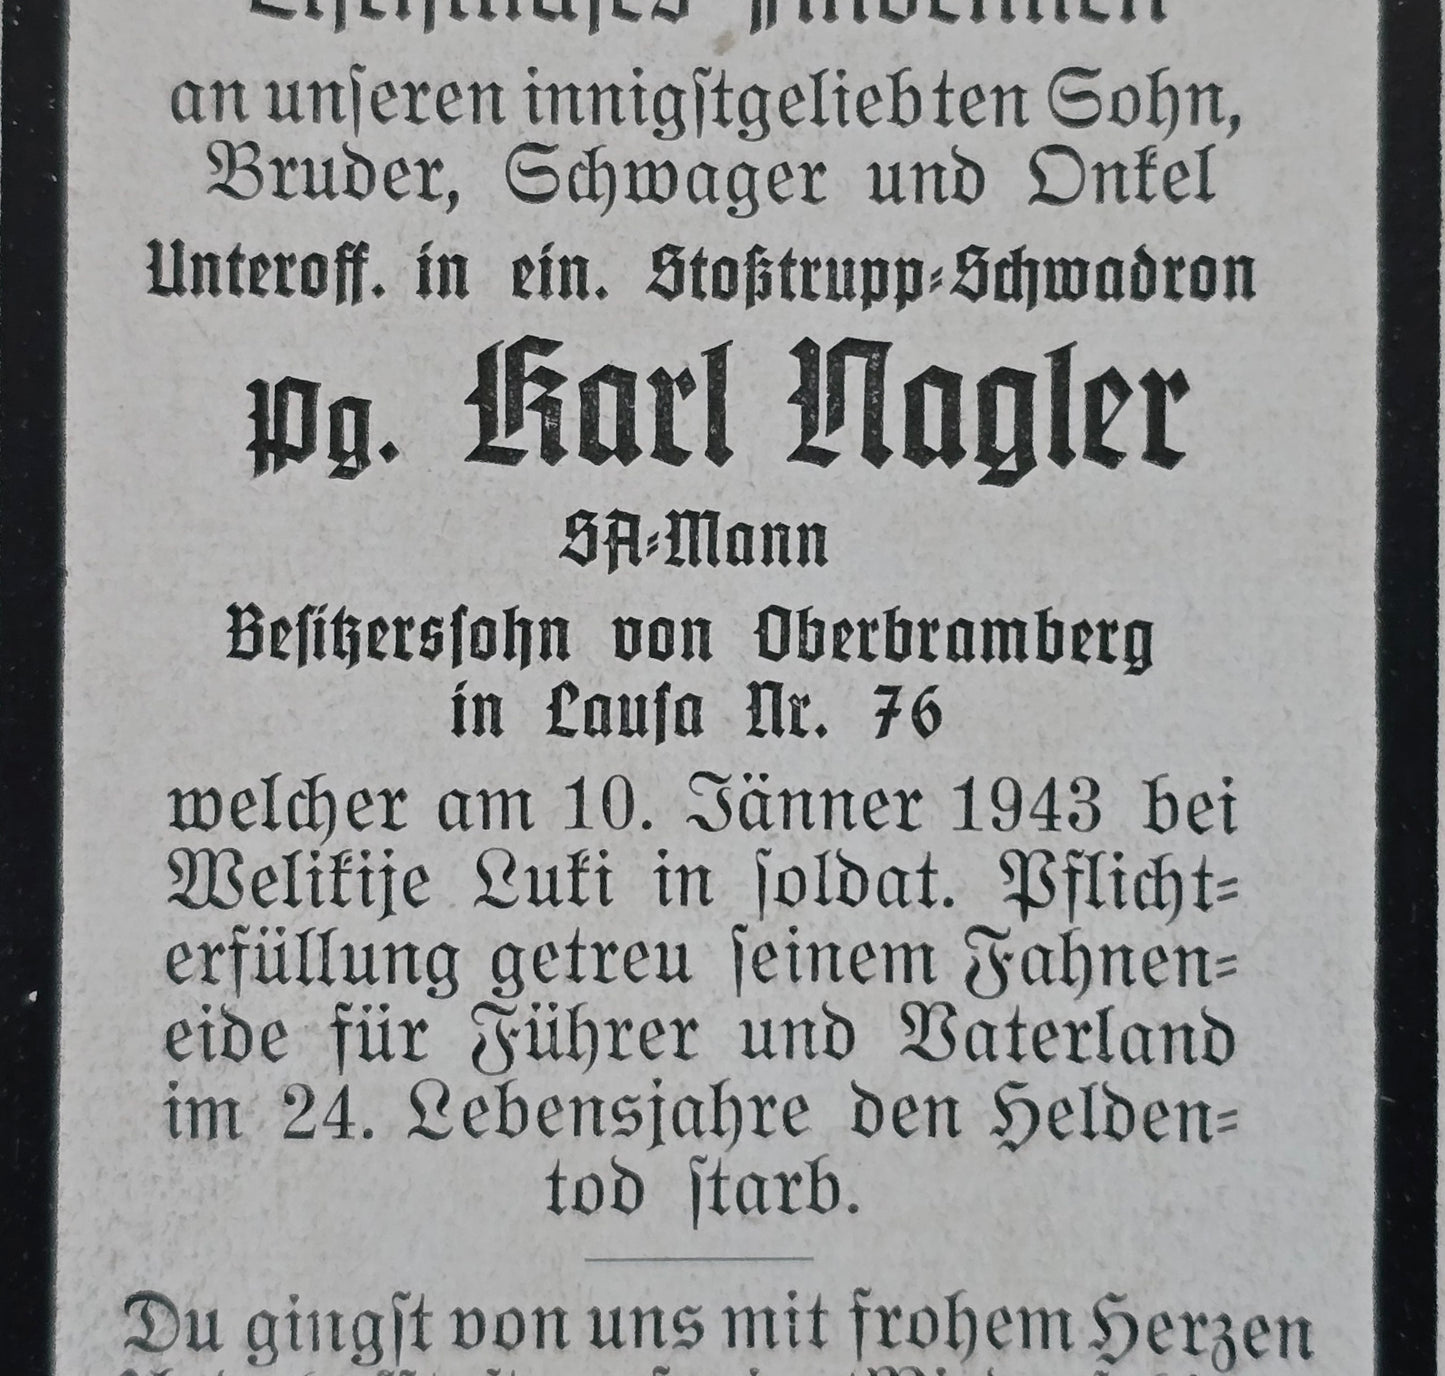 an unseren innigstgeliebten Sohn,
Bruder, Schwager und Onkel
Unteroff. in ein. Stoßtrupp=Schwadron
Pg. Karl Nagler
SA=Mann
Besitzerssohn von Oberbramberg
in Lausa Nr. 76
welcher am 10. Jänner 1943 bei
Welikije Luki in soldat. Pflicht=
erfüllung getreu seinem Fahnen=
eide für Führer und Vaterland
im 24. Lebensjahre den Helden=
tod starb.
Du gingst von uns mit frohem Herzen